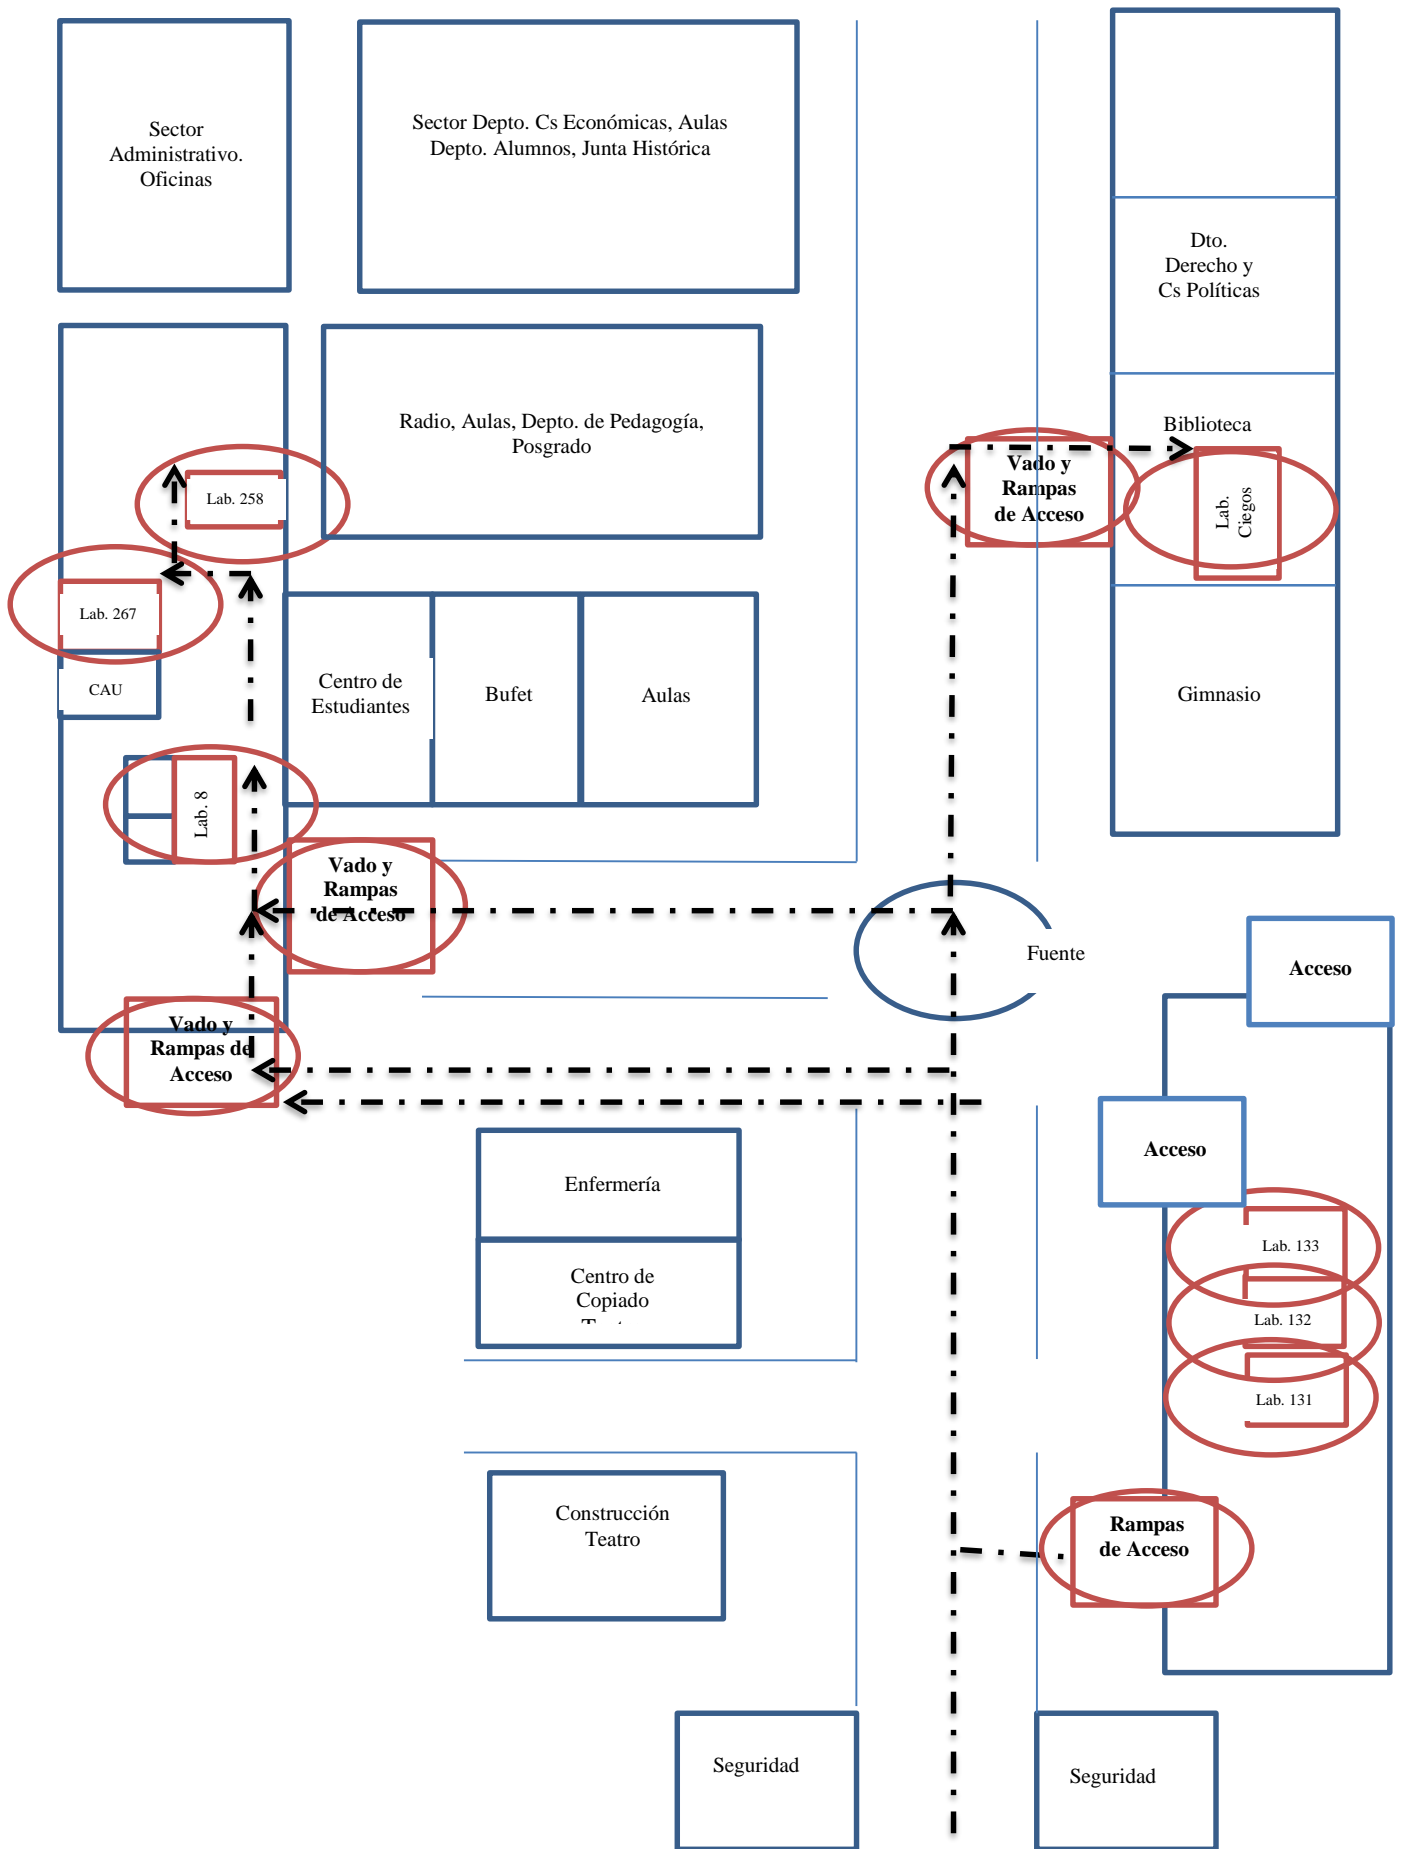 Sector
Administrativo.
Oficinas
Sector Depto. Cs Económicas, Aulas
Depto. Alumnos, Junta Histórica
Dto.
Derecho y
Cs Políticas
Radio, Aulas, Depto. de Pedagogía,
Posgrado
Biblioteca
Vado y
Rampas
de Acceso
Lab.
Ciegos
Lab. 258
Lab. 267
CAU
Centro de
Estudiantes
Bufet
Aulas
Gimnasio
Lab. 8
Vado y
Rampas
de Acceso
Fuente
Acceso
Vado y
Rampas de
Acceso
Acceso
Enfermería
Centro de
Copiado
Lab. 133
Lab. 132
Lab. 131
Construcción
Teatro
Rampas
de Acceso
Seguridad
Seguridad